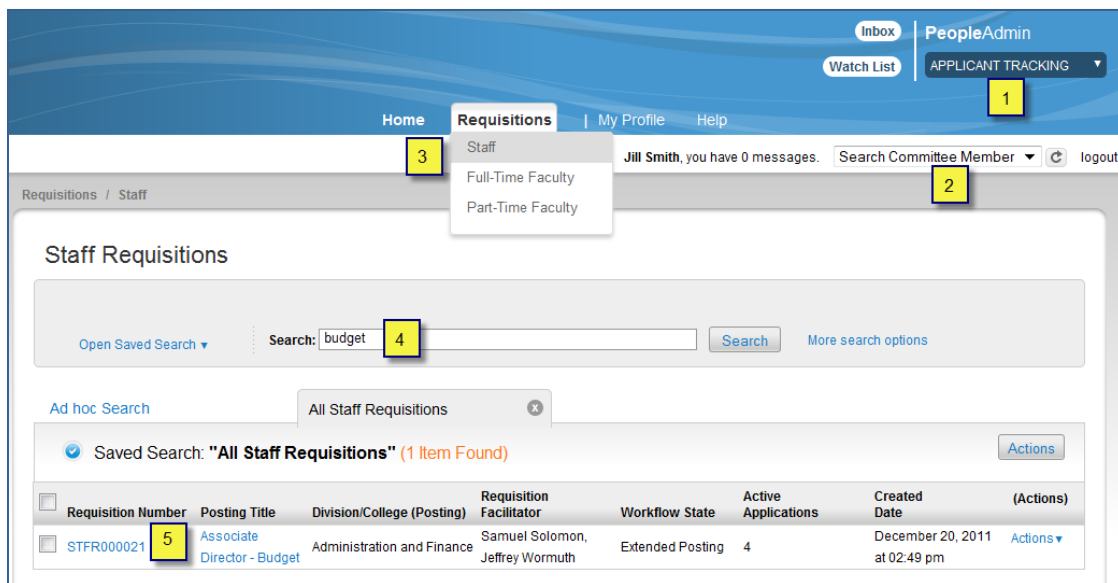 Inbox
PeopleAdmin
Watch List
APPLICANT TRACKING
1
Home Requisitions | My Profile Help
3
Staff
Full-Time Faculty
Part-Time Faculty
Jill Smith, you have 0 messages. Search Committee Member logout
2
Requisitions / Staff
Staff Requisitions
Open Saved Search Search: budget 4 Search More search options
Ad hoc Search All Staff Requisitions x
Saved Search: "All Staff Requisitions" (1 Item Found) Actions
Requisition Number Posting Title Division/College (Posting) Requisition Facilitator Workflow State Active Applications Created Date (Actions)
STFR000021 5 Associate Director - Budget Administration and Finance Samuel Solomon, Jeffrey Wormuth Extended Posting 4 December 20, 2011 at 02:49 pm Actions